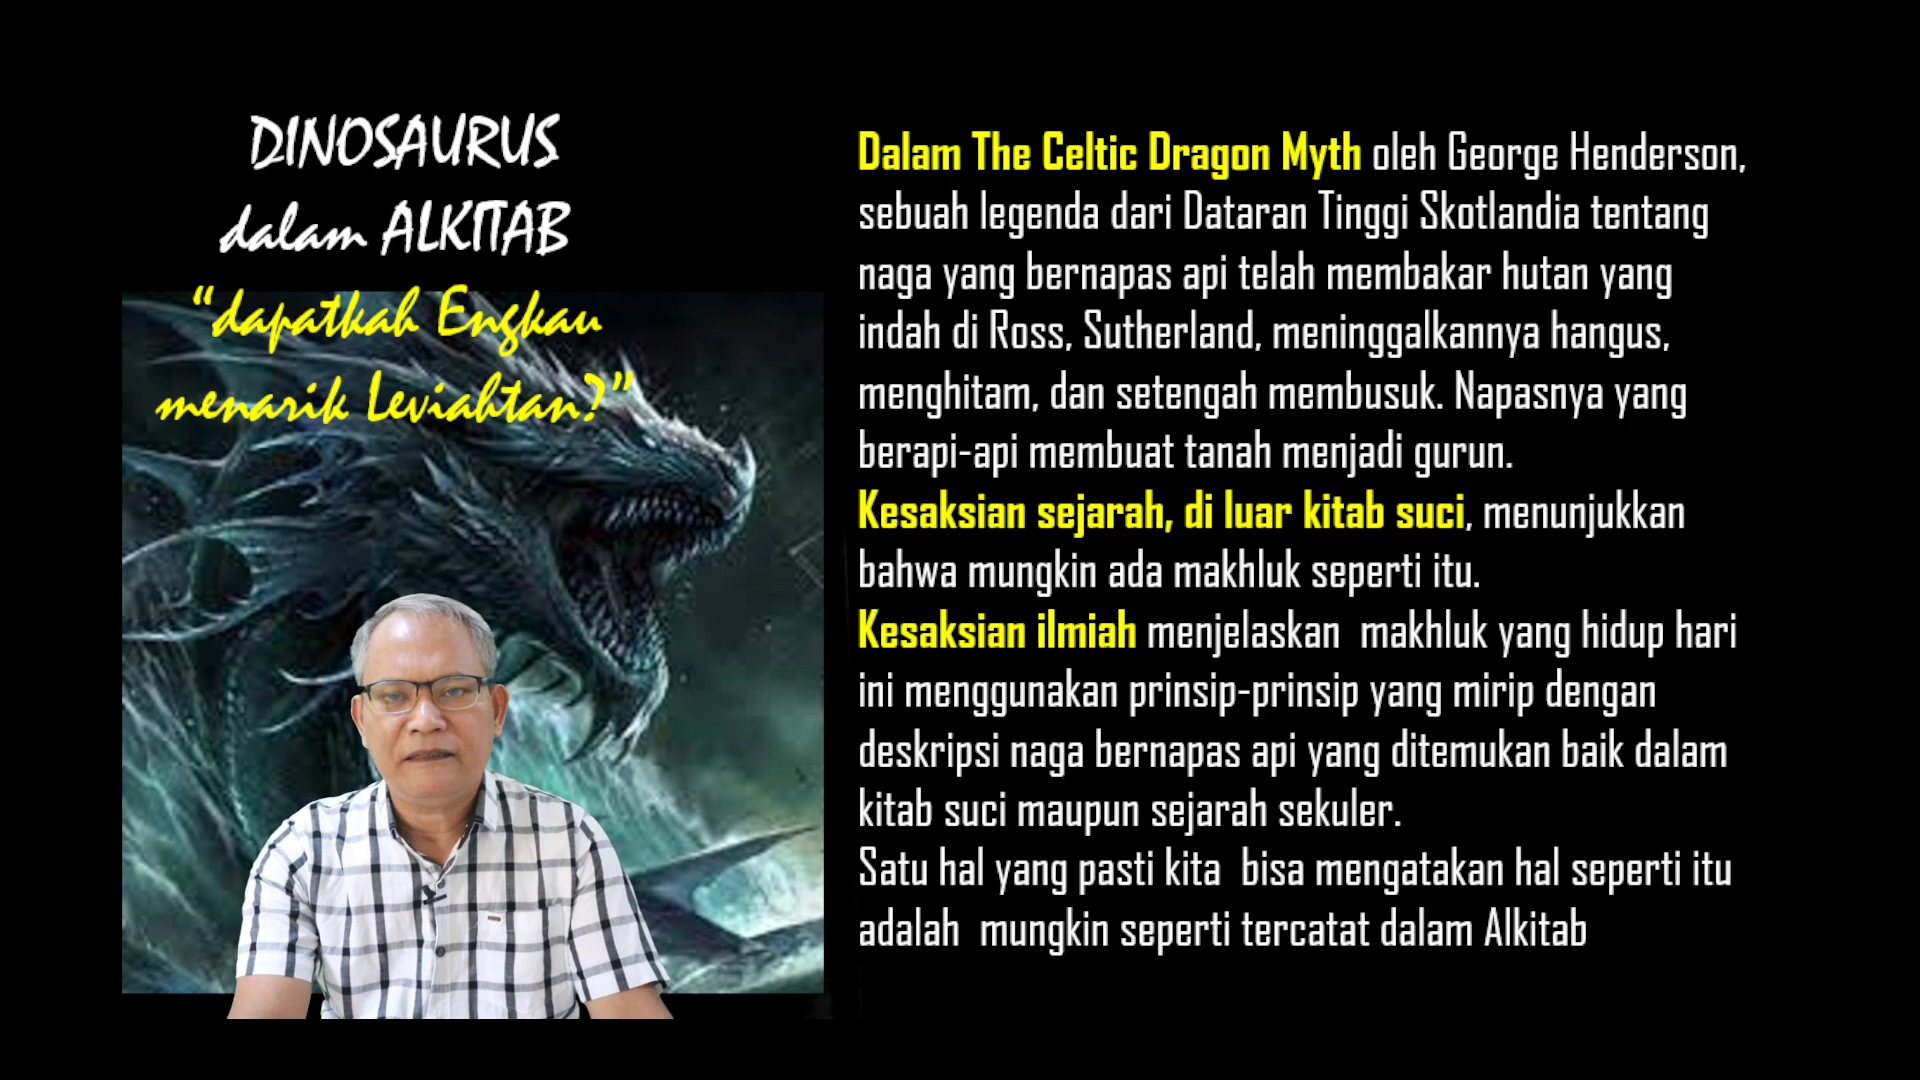 DINOSAURUS
dalam ALKITAB
“dapatkah Engkau
menarik Leviahtan?”
Dalam The Celtic Dragon Myth oleh George Henderson,
sebuah legenda dari Dataran Tinggi Skotlandia tentang
naga yang bernapas api telah membakar hutan yang
indah di Ross, Sutherland, meninggalkannya hangus,
menghitam, dan setengah membusuk. Napasnya yang
berapi-api membuat tanah menjadi gurun.
Kesaksian sejarah, di luar kitab suci, menunjukkan
bahwa mungkin ada makhluk seperti itu.
Kesaksian ilmiah menjelaskan  makhluk yang hidup hari
ini menggunakan prinsip-prinsip yang mirip dengan
deskripsi naga bernapas api yang ditemukan baik dalam
kitab suci maupun sejarah sekuler.
Satu hal yang pasti kita  bisa mengatakan hal seperti itu
adalah  mungkin seperti tercatat dalam Alkitab